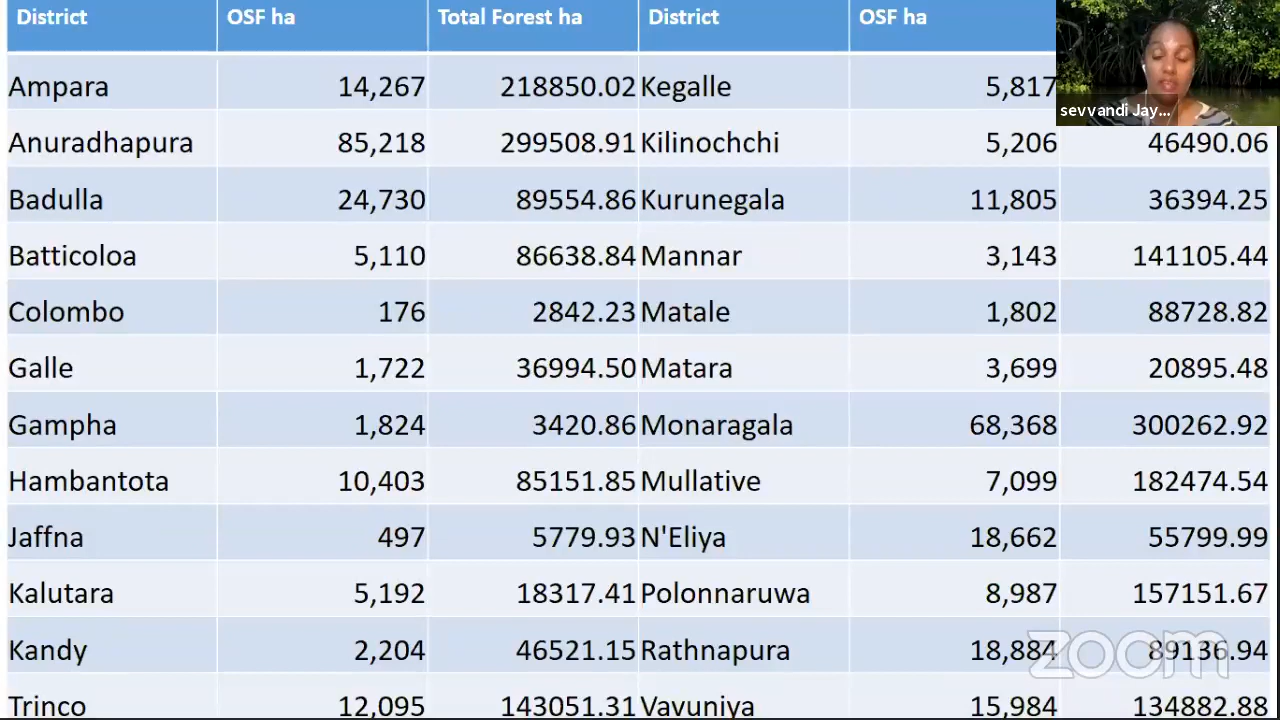 District OSF ha Total Forest ha District OSF ha
sevvandi Jay...
Ampara 14,267 218850.02 Kegalle 5,817
Anuradhapura 85,218 299508.91 Kilinochchi 5,206 46490.06
Badulla 24,730 89554.86 Kurunegala 11,805 36394.25
Batticoloa 5,110 86638.84 Mannar 3,143 141105.44
Colombo 176 2842.23 Matale 1,802 88728.82
Galle 1,722 36994.50 Matara 3,699 20895.48
Gampha 1,824 3420.86 Monaragala 68,368 300262.92
Hambantota 10,403 85151.85 Mullative 7,099 182474.54
Jaffna 497 5779.93 N'Eliya 18,662 55799.99
Kalutara 5,192 18317.41 Polonnaruwa 8,987 157151.67
Kandy 2,204 46521.15 Rathnapura 18,884 89136.94
zoom
Trinco 12,095 143051.31 Vavuniya 15,984 134882.88